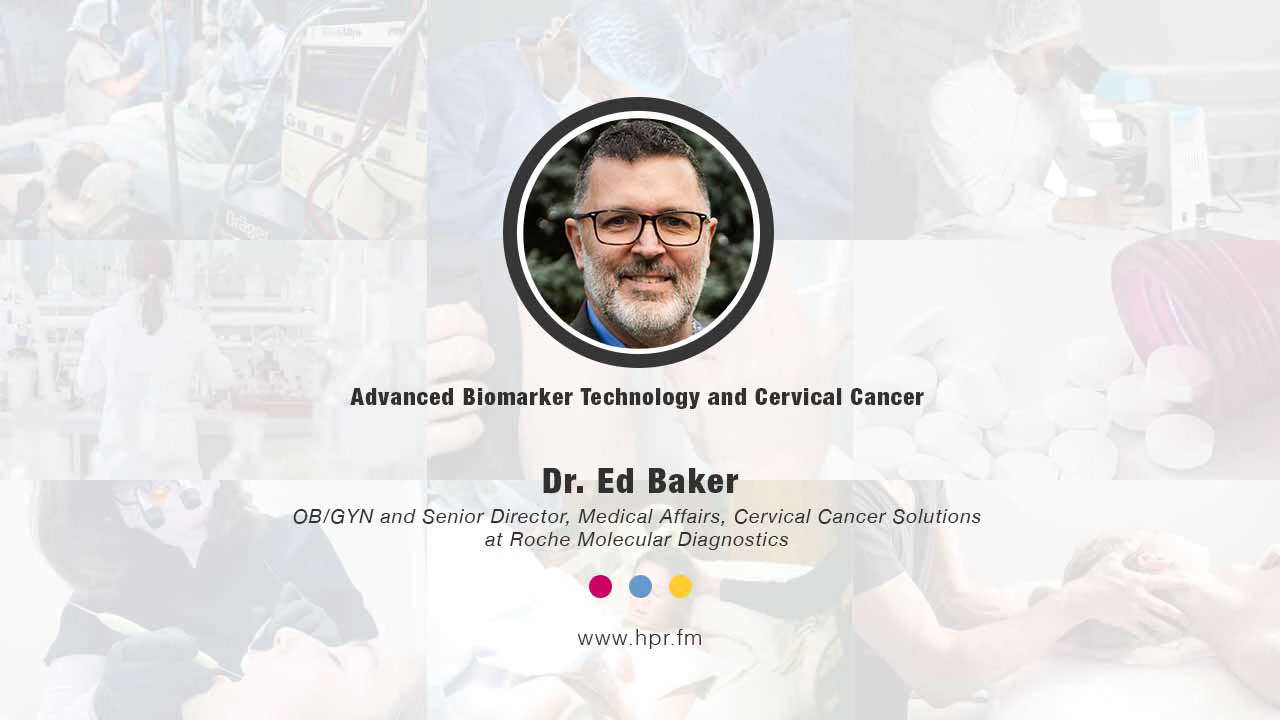 Dräger
Advanced Biomarker Technology and Cervical Cancer
Dr. Ed Baker
OB/GYN and Senior Director, Medical Affairs, Cervical Cancer Solutions
at Roche Molecular Diagnostics
www.hpr.fm